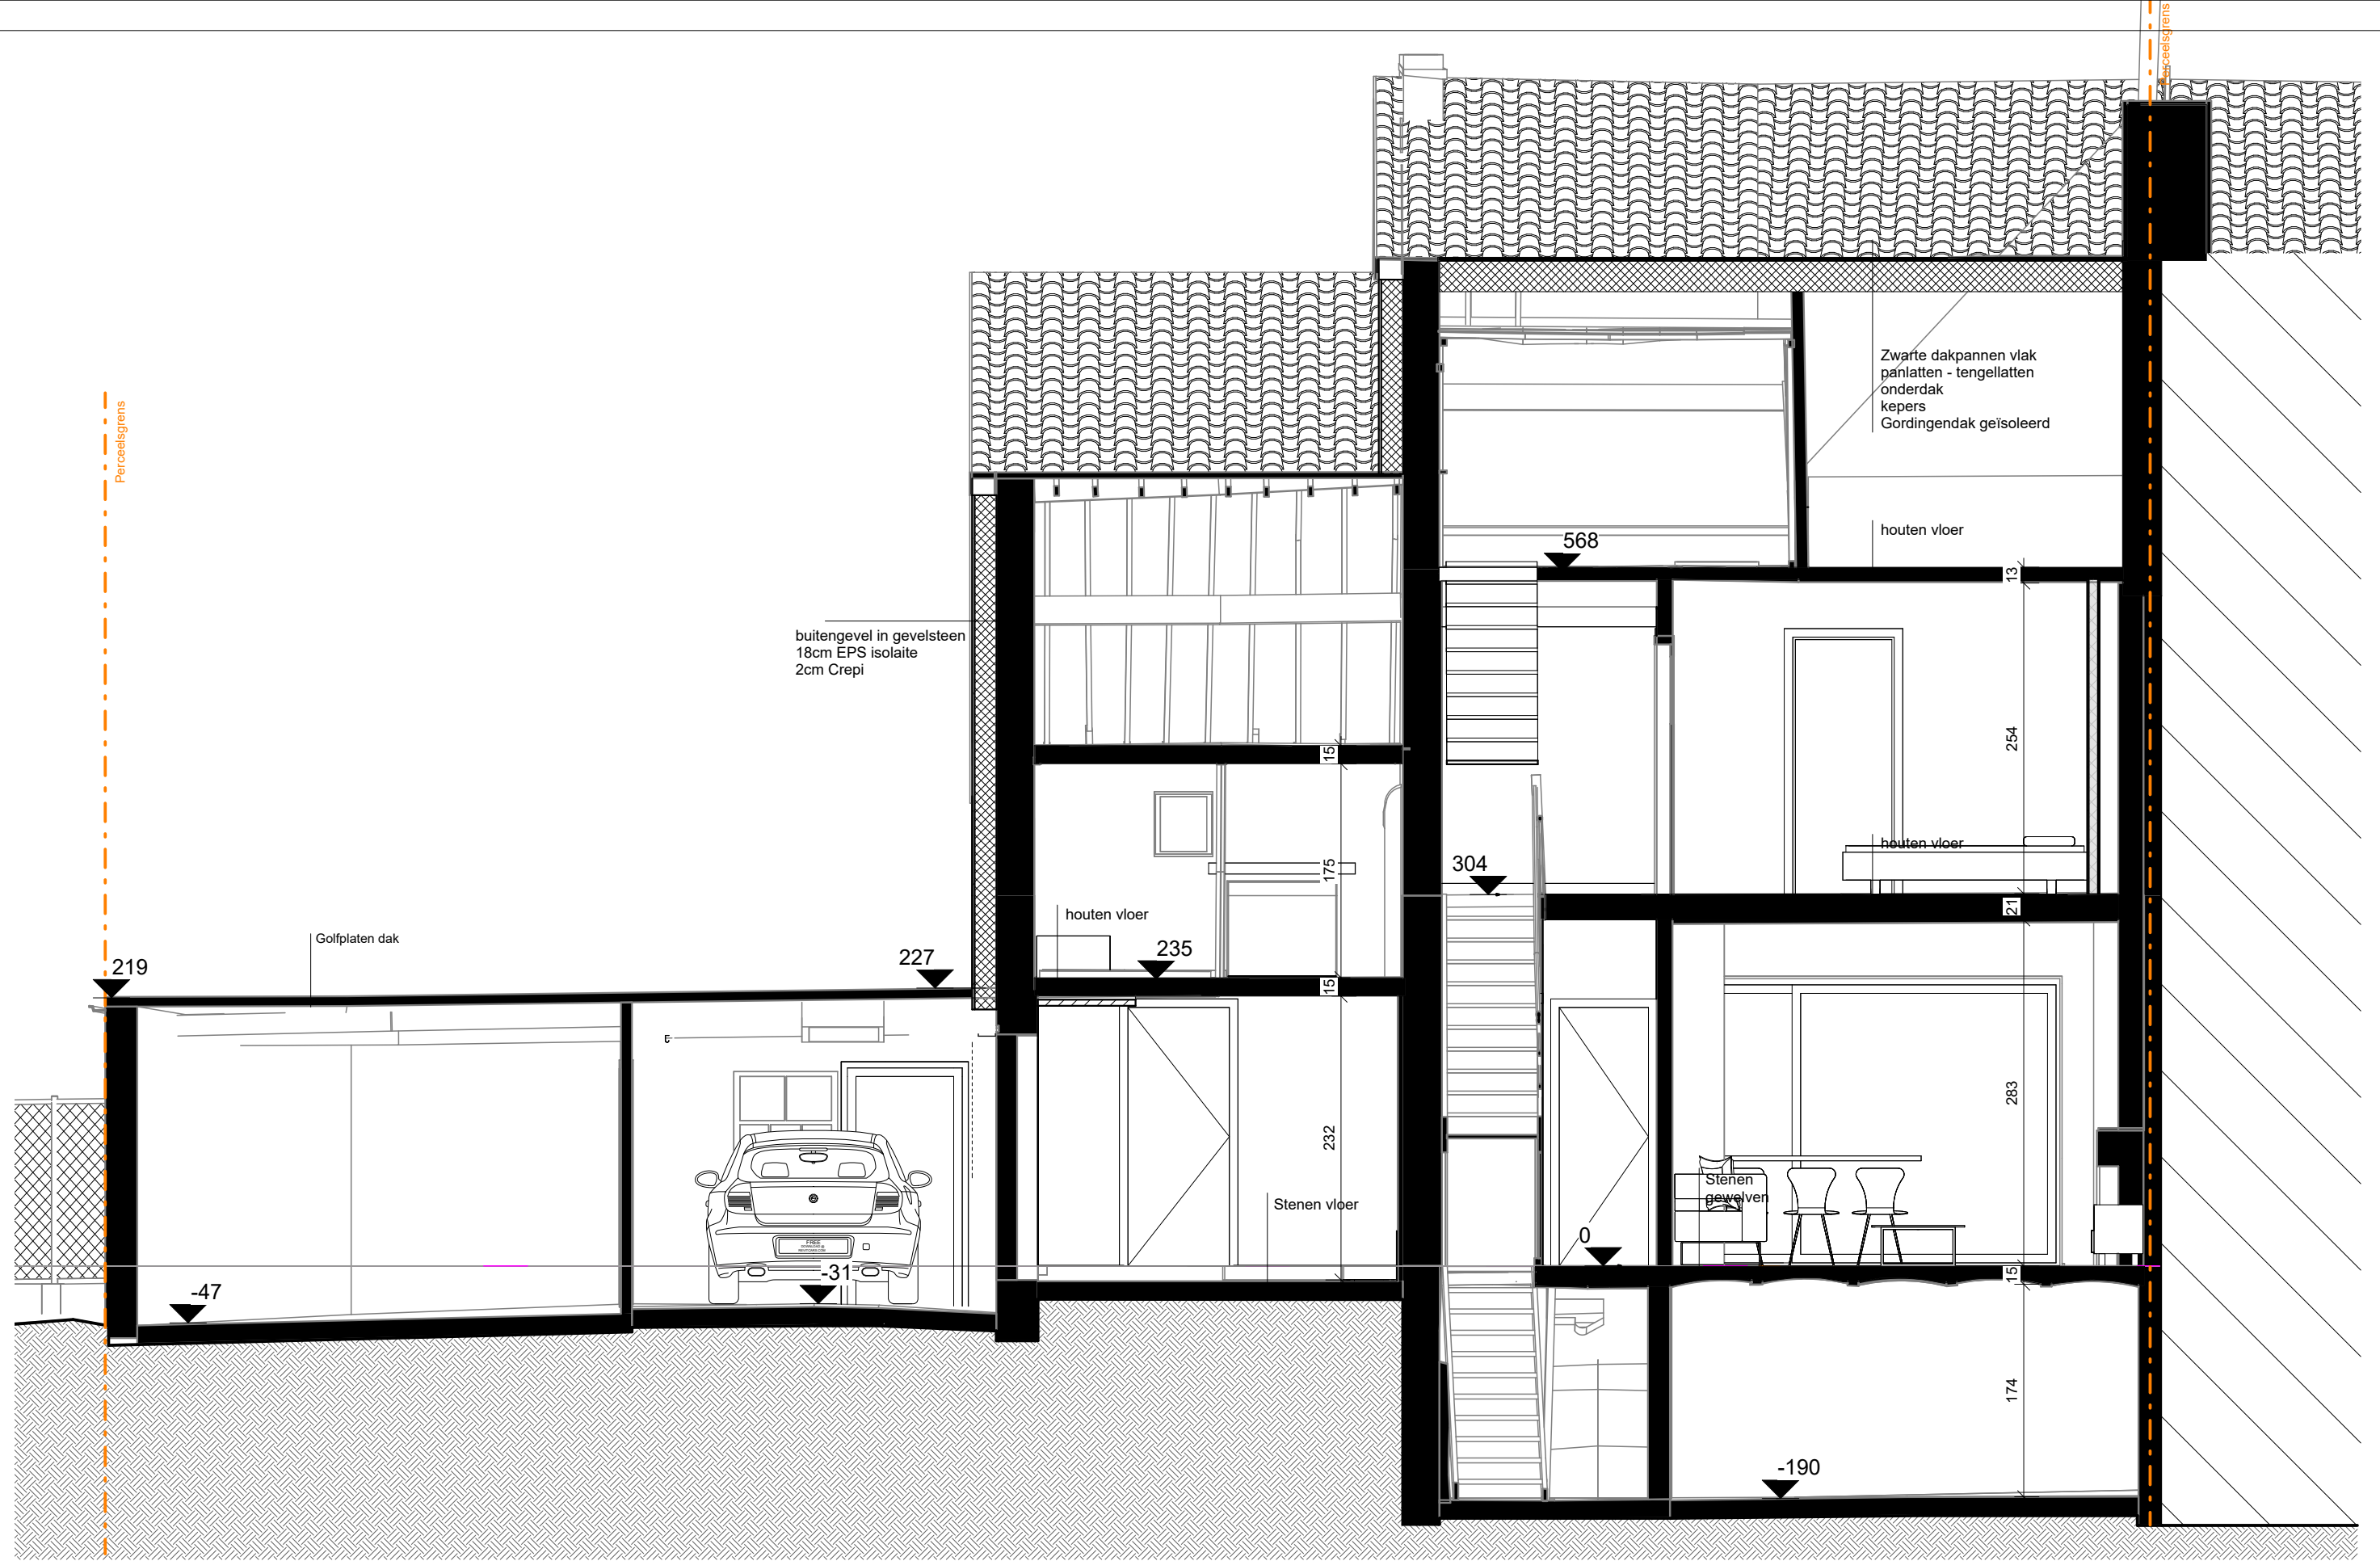 Perceelsgrens
Perceelsgrens
Zwarte dakpannen vlak
panlatten - tengellatten
onderdak
kepers
Gordingendak geïsoleerd
houten vloer
568
13
buitengevel in gevelsteen
18cm EPS isolaite
2cm Crepi
254
15
175
304
houten vloer
21
houten vloer
235
15
Golfplaten dak
219
227
283
232
Stenen
gewelven
Stenen vloer
0
FREE
15
-31
-47
174
-190